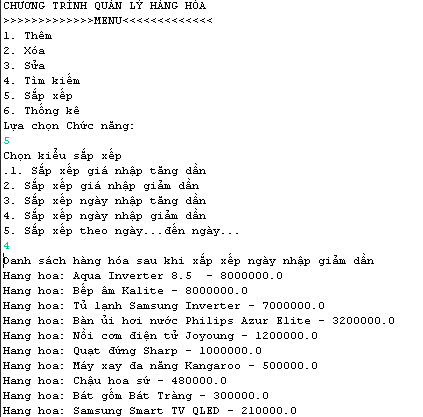 CHƯƠNG TRÌNH QUẢN LÝ HÀNG HÓA
>>>>>>>>>>>>>MENU<<<<<<<<<<<<<
1. Thêm
2. Xóa
3. Sửa
4. Tìm kiếm
5. Sắp xếp
6. Thống kê
Lựa chọn Chức năng:
5
Chọn kiểu sắp xếp
.1. Sắp xếp giá nhập tăng dần
2. Sắp xếp giá nhập giảm dần
3. Sắp xếp ngày nhập tăng dần
4. Sắp xếp ngày nhập giảm dần
5. Sắp xếp theo ngày...đến ngày...
4
Danh sách hàng hóa sau khi xắp xếp ngày nhập giảm dần
Hang hoa: Aqua Inverter 8.5  - 8000000.0
Hang hoa: Bếp âm Kalite - 8000000.0
Hang hoa: Tủ lạnh Samsung Inverter - 7000000.0
Hang hoa: Bàn ủi hơi nước Philips Azur Elite - 3200000.0
Hang hoa: Nồi cơm điện tử Joyoung - 1200000.0
Hang hoa: Quạt đứng Sharp - 1000000.0
Hang hoa: Máy xay đa năng Kangaroo - 500000.0
Hang hoa: Chậu hoa sứ - 480000.0
Hang hoa: Bát gốm Bát Tràng - 300000.0
Hang hoa: Samsung Smart TV QLED - 210000.0